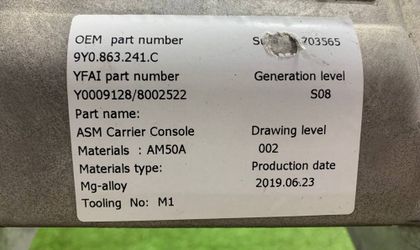 OEM part number 703565
9Y0.863.241.C
YFAI part number Generation level
Y0009128/8002522 S08
Part name:
ASM Carrier Console Drawing level
Materials : AM50A 002
Materials type: Production date
Mg-alloy 2019.06.23
Tooling No: M1